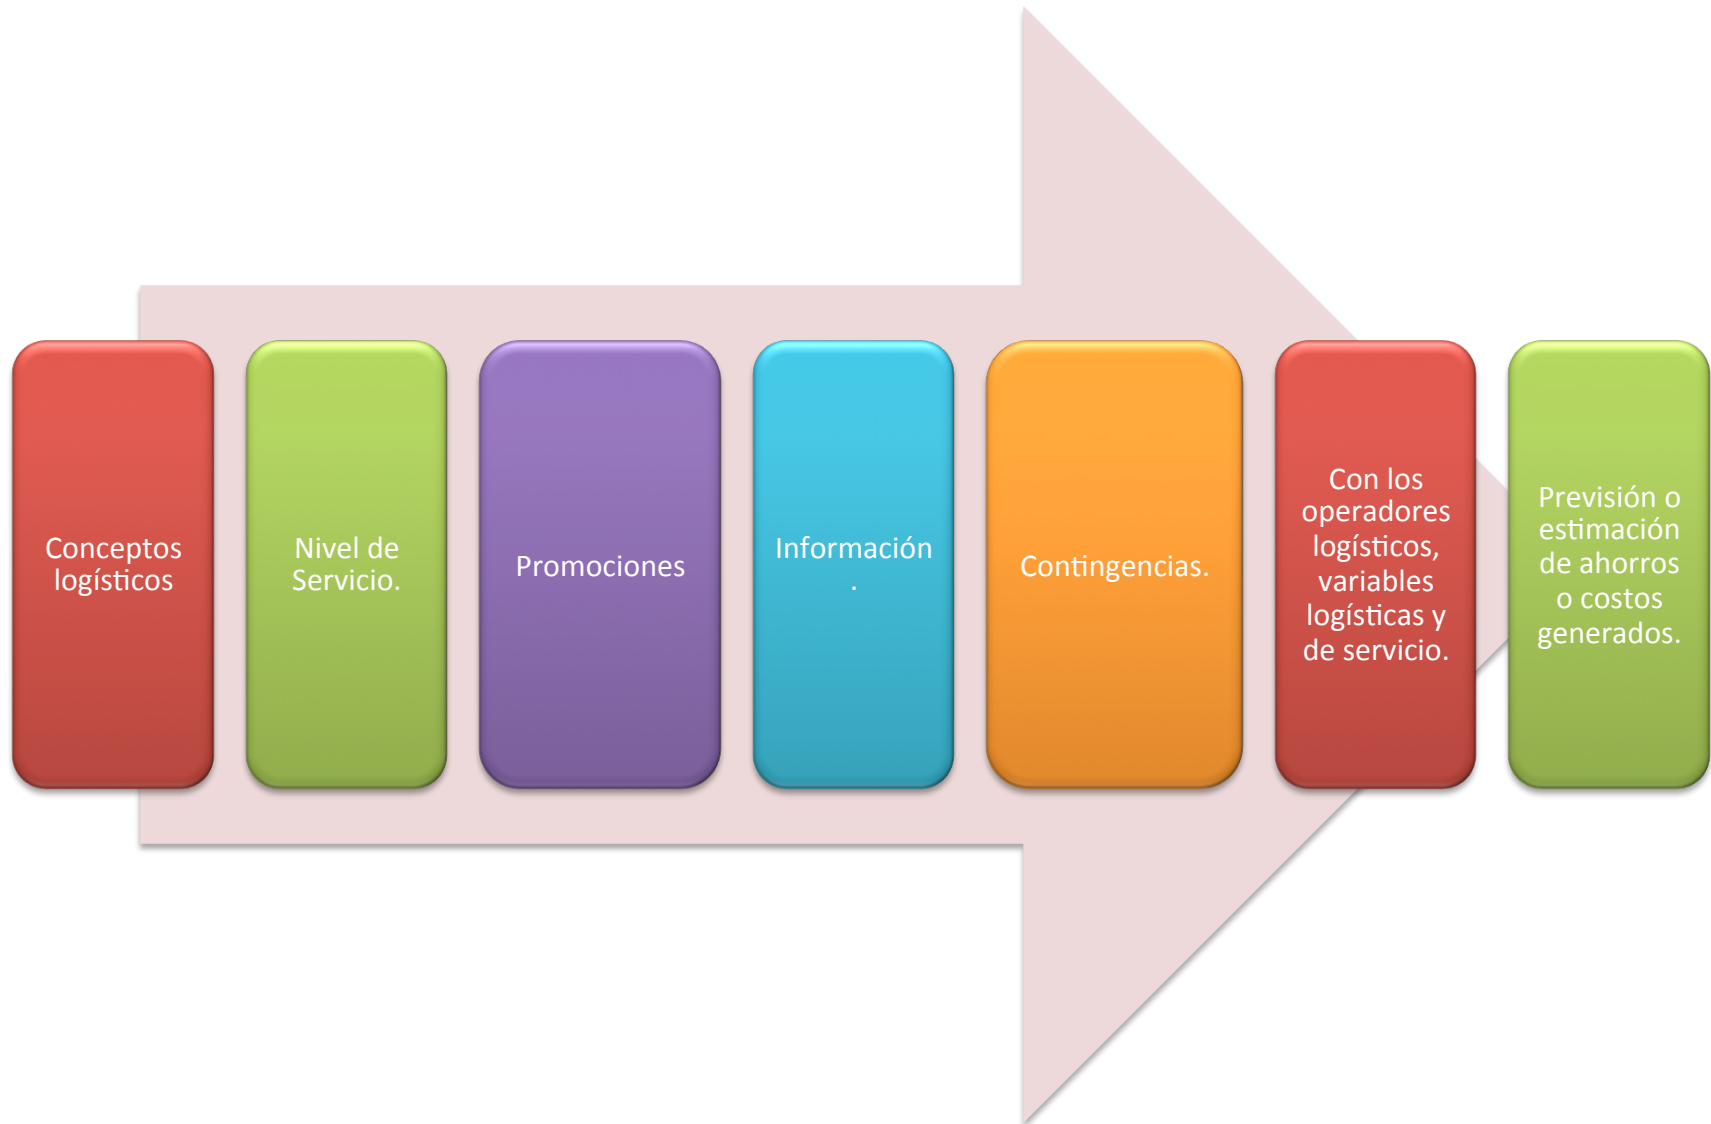 Conceptos
logísticos
Nivel de
Servicio.
Promociones
Información
.
Contingencias.
Con los
operadores
logísticos,
variables
logísticas y
de servicio.
Previsión o
estimación
de ahorros
o costos
generados.